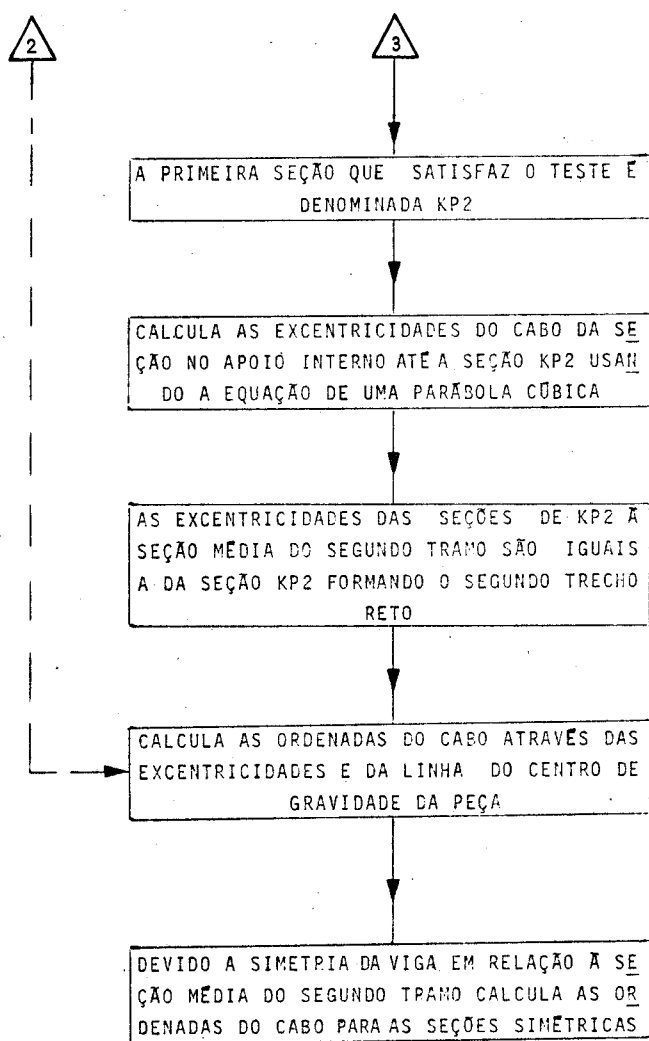 2
3
A PRIMEIRA SEÇÃO QUE SATISFAZ O TESTE É
DENOMINADA KP2
CALCULA AS EXCENTRICIDADES DO CABO DA SE
ÇÃO NO APOIÓ INTERNO ATÉ A SEÇÃO KP2 USAN
DO A EQUAÇÃO DE UMA PARÁBOLA CÚBICA
AS EXCENTRICIDADES DAS SEÇÕES DE KP2 Ā
SEÇÃO MÉDIA DO SEGUNDO TRAMO SÃO IGUAIS
A DA SEÇÃO KP2 FORMANDO O SEGUNDO TRECHO
RETO
CALCULA AS ORDENADAS DO CABO ATRAVÉS DAS
EXCENTRICIDADES E DA LINHA DO CENTRO DE
GRAVIDADE DA PEÇA
DEVIDO A SIMETRIA DA VIGA EM RELAÇÃO Ā SE
ÇÃO MÉDIA DO SEGUNDO TRAMO CALCULA AS OR
DENADAS DO CABO PARA AS SEÇÕES SIMÉTRICAS